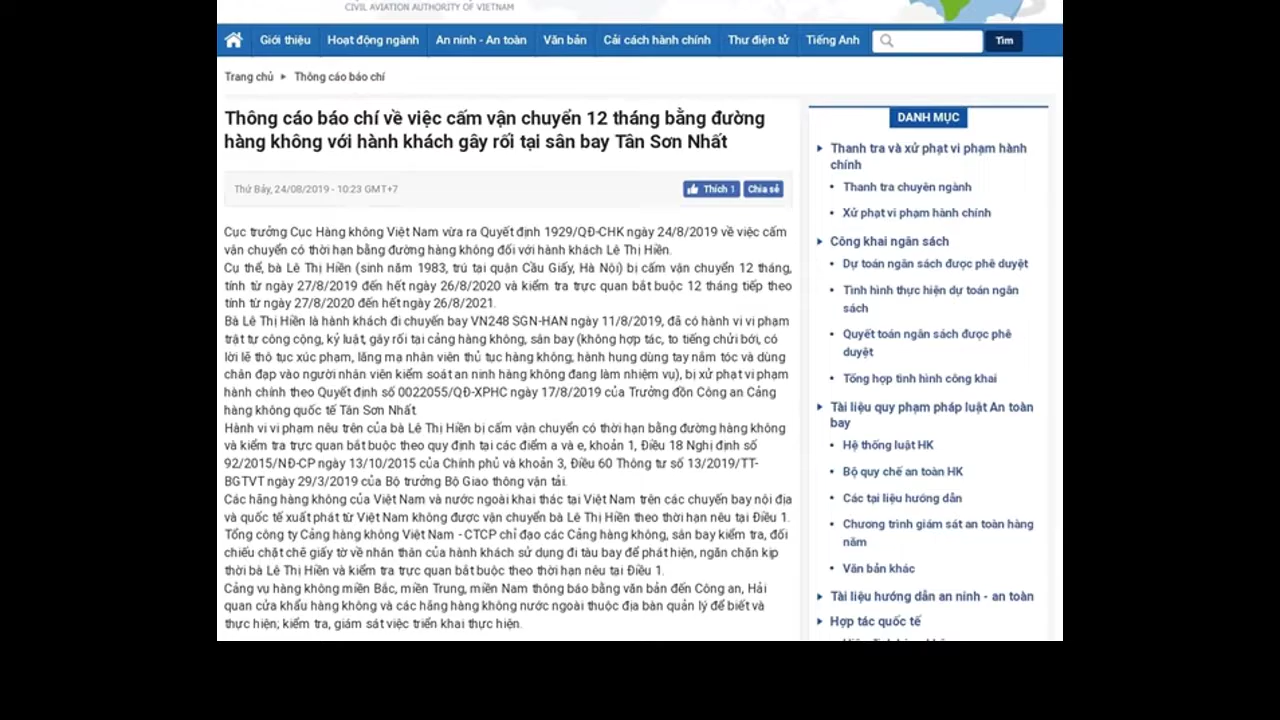 CIVIL AVIATION AUTHORITY OF VIETNAM
Giới thiệu Hoạt động ngành An ninh - An toàn Văn bản Cải cách hành chính Thư điện tử Tiếng Anh Tìm
Trang chủ Thông cáo báo chí
Thông cáo báo chí về việc cấm vận chuyển 12 tháng bằng đường
hàng không với hành khách gây rối tại sân bay Tân Sơn Nhất
Thứ Bảy, 24/08/2019 - 10:23 GMT+7
Thích 1 Chia sẻ
Cục trưởng Cục Hàng không Việt Nam vừa ra Quyết định 1929/QĐ-CHK ngày 24/8/2019 về việc cấm
vận chuyển có thời hạn bằng đường hàng không đối với hành khách Lê Thị Hiền.
Cụ thể, bà Lê Thị Hiền (sinh năm 1983, trú tại quận Cầu Giấy, Hà Nội) bị cấm vận chuyển 12 tháng,
tính từ ngày 27/8/2019 đến hết ngày 26/8/2020 và kiểm tra trực quan bắt buộc 12 tháng tiếp theo
tính từ ngày 27/8/2020 đến hết ngày 26/8/2021.
Bà Lê Thị Hiền là hành khách đi chuyến bay VN248 SGN-HAN ngày 11/8/2019, đã có hành vi vi phạm
trật tự công cộng, kỷ luật, gây rối tại cảng hàng không, sân bay (không hợp tác, to tiếng chửi bới, có
lời lẽ thô tục xúc phạm, lăng mạ nhân viên thủ tục hàng không; hành hung dùng tay nắm tóc và dùng
chân đạp vào người nhân viên kiểm soát an ninh hàng không đang làm nhiệm vụ), bị xử phạt vi phạm
hành chính theo Quyết định số 0022055/QĐ-XPHC ngày 17/8/2019 của Trưởng đồn Công an Cảng
hàng không quốc tế Tân Sơn Nhất.
Hành vi vi phạm nêu trên của bà Lê Thị Hiền bị cấm vận chuyển có thời hạn bằng đường hàng không
và kiểm tra trực quan bắt buộc theo quy định tại các điểm a và e, khoản 1, Điều 18 Nghị định số
92/2015/NĐ-CP ngày 13/10/2015 của Chính phủ và khoản 3, Điều 60 Thông tư số 13/2019/TT-
BGTVT ngày 29/3/2019 của Bộ trưởng Bộ Giao thông vận tải.
Các hãng hàng không của Việt Nam và nước ngoài khai thác tại Việt Nam trên các chuyến bay nội địa
và quốc tế xuất phát từ Việt Nam không được vận chuyển bà Lê Thị Hiền theo thời hạn nêu tại Điều 1.
Tổng công ty Cảng hàng không Việt Nam - CTCP chỉ đạo các Cảng hàng không, sân bay kiểm tra, đối
chiếu chặt chẽ giấy tờ về nhân thân của hành khách sử dụng đi tàu bay để phát hiện, ngăn chặn kịp
thời bà Lê Thị Hiền và kiểm tra trực quan bắt buộc theo thời hạn nêu tại Điều 1.
Cảng vụ hàng không miền Bắc, miền Trung, miền Nam thông báo bằng văn bản đến Công an, Hải
quan cửa khẩu hàng không và các hãng hàng không nước ngoài thuộc địa bàn quản lý để biết và
thực hiện; kiểm tra, giám sát việc triển khai thực hiện.
DANH MỤC
Thanh tra và xử phạt vi phạm hành
chính
Thanh tra chuyên ngành
Xử phạt vi phạm hành chính
Công khai ngân sách
Dự toán ngân sách được phê duyệt
Tình hình thực hiện dự toán ngân
sách
Quyết toán ngân sách được phê
duyệt
Tổng hợp tình hình công khai
Tài liệu quy phạm pháp luật An toàn
bay
Hệ thống luật HK
Bộ quy chế an toàn HK
Các tại liệu hướng dẫn
Chương trình giám sát an toàn hàng
năm
Văn bản khác
Tài liệu hướng dẫn an ninh - an toàn
Hợp tác quốc tế